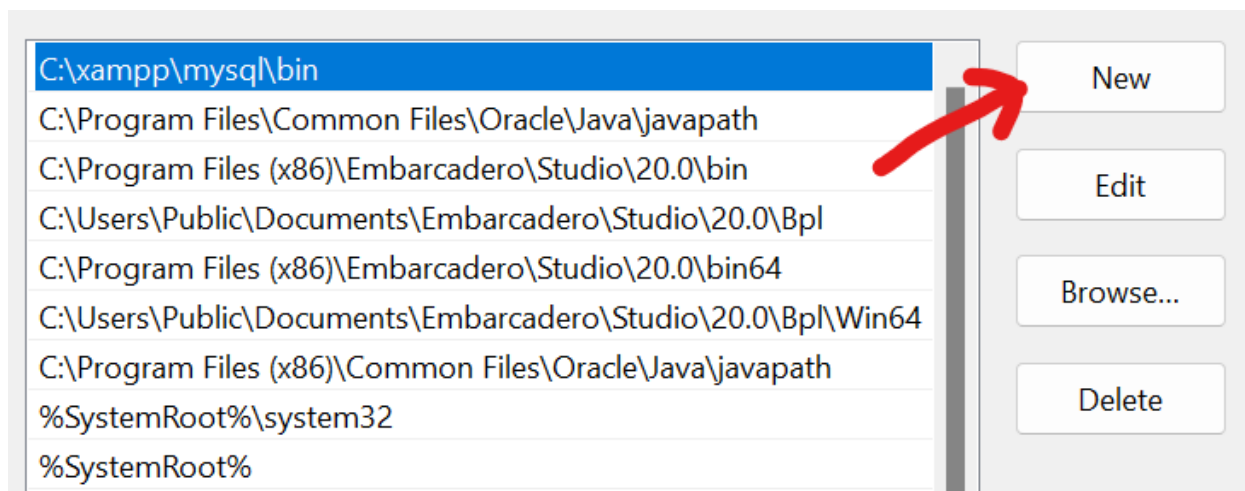 C:\xampp\mysql\bin
C:\Program Files\Common Files\Oracle\Java\javapath
C:\Program Files (x86)\Embarcadero\Studio\20.0\bin
C:\Users\Public\Documents\Embarcadero\Studio\20.0\Bpl
C:\Program Files (x86)\Embarcadero\Studio\20.0\bin64
C:\Users\Public\Documents\Embarcadero\Studio\20.0\Bpl\Win64
C:\Program Files (x86)\Common Files\Oracle\Java\javapath
%SystemRoot%\system32
%SystemRoot%
New
Edit
Browse...
Delete